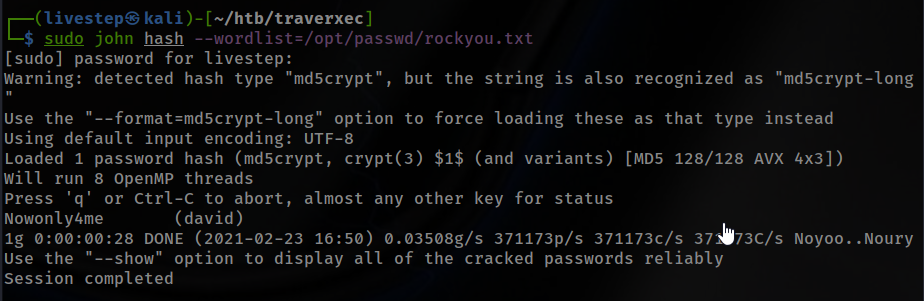 ┌──(livestep㉿kali)-[~/htb/traverxec]
└─$ sudo john hash --wordlist=/opt/passwd/rockyou.txt
[sudo] password for livestep:
Warning: detected hash type "md5crypt", but the string is also recognized as "md5crypt-long
"
Use the "--format=md5crypt-long" option to force loading these as that type instead
Using default input encoding: UTF-8
Loaded 1 password hash (md5crypt, crypt(3) $1$ (and variants) [MD5 128/128 AVX 4x3])
Will run 8 OpenMP threads
Press 'q' or Ctrl-C to abort, almost any other key for status
Nowonly4me       (david)
1g 0:00:00:28 DONE (2021-02-23 16:50) 0.03508g/s 371173p/s 371173c/s 371173C/s Noyoo..Noury
Use the "--show" option to display all of the cracked passwords reliably
Session completed